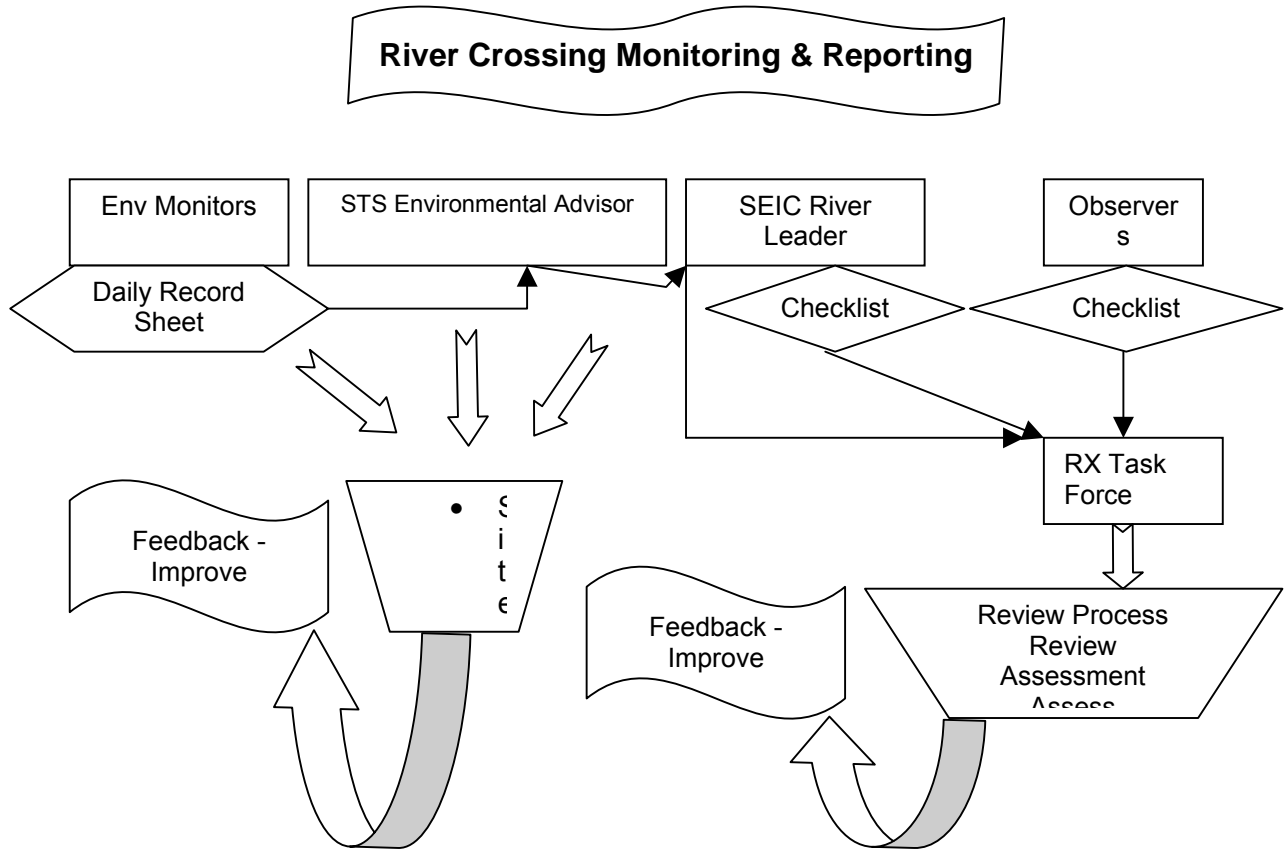 River Crossing Monitoring & Reporting
Env Monitors
STS Environmental Advisor
SEIC River
Leader
Observer
s
Daily Record
Sheet
Checklist
Checklist
RX Task
Force
• S
i
t
e
Feedback -
Improve
Feedback -
Improve
Review Process
Review
Assessment
Assess